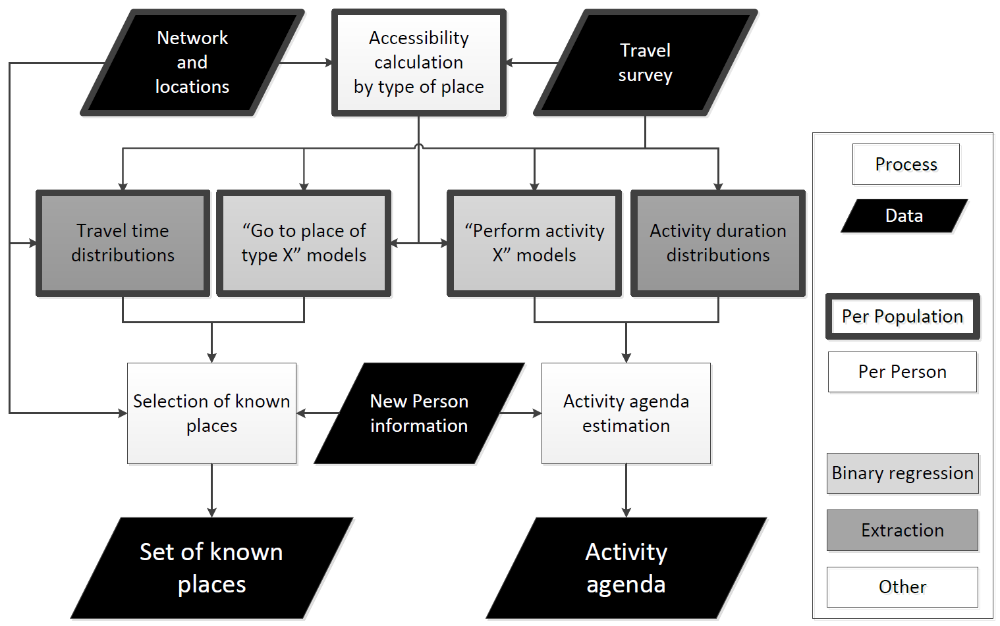 Network
and
locations
Accessibility
calculation
by type of place
Travel
survey
Travel time
distributions
“Go to place of
type X” models
“Perform activity
X” models
Activity duration
distributions
Selection of known
places
New Person
information
Activity agenda
estimation
Set of known
places
Activity
agenda
Process
Data
Per Population
Per Person
Binary regression
Extraction
Other